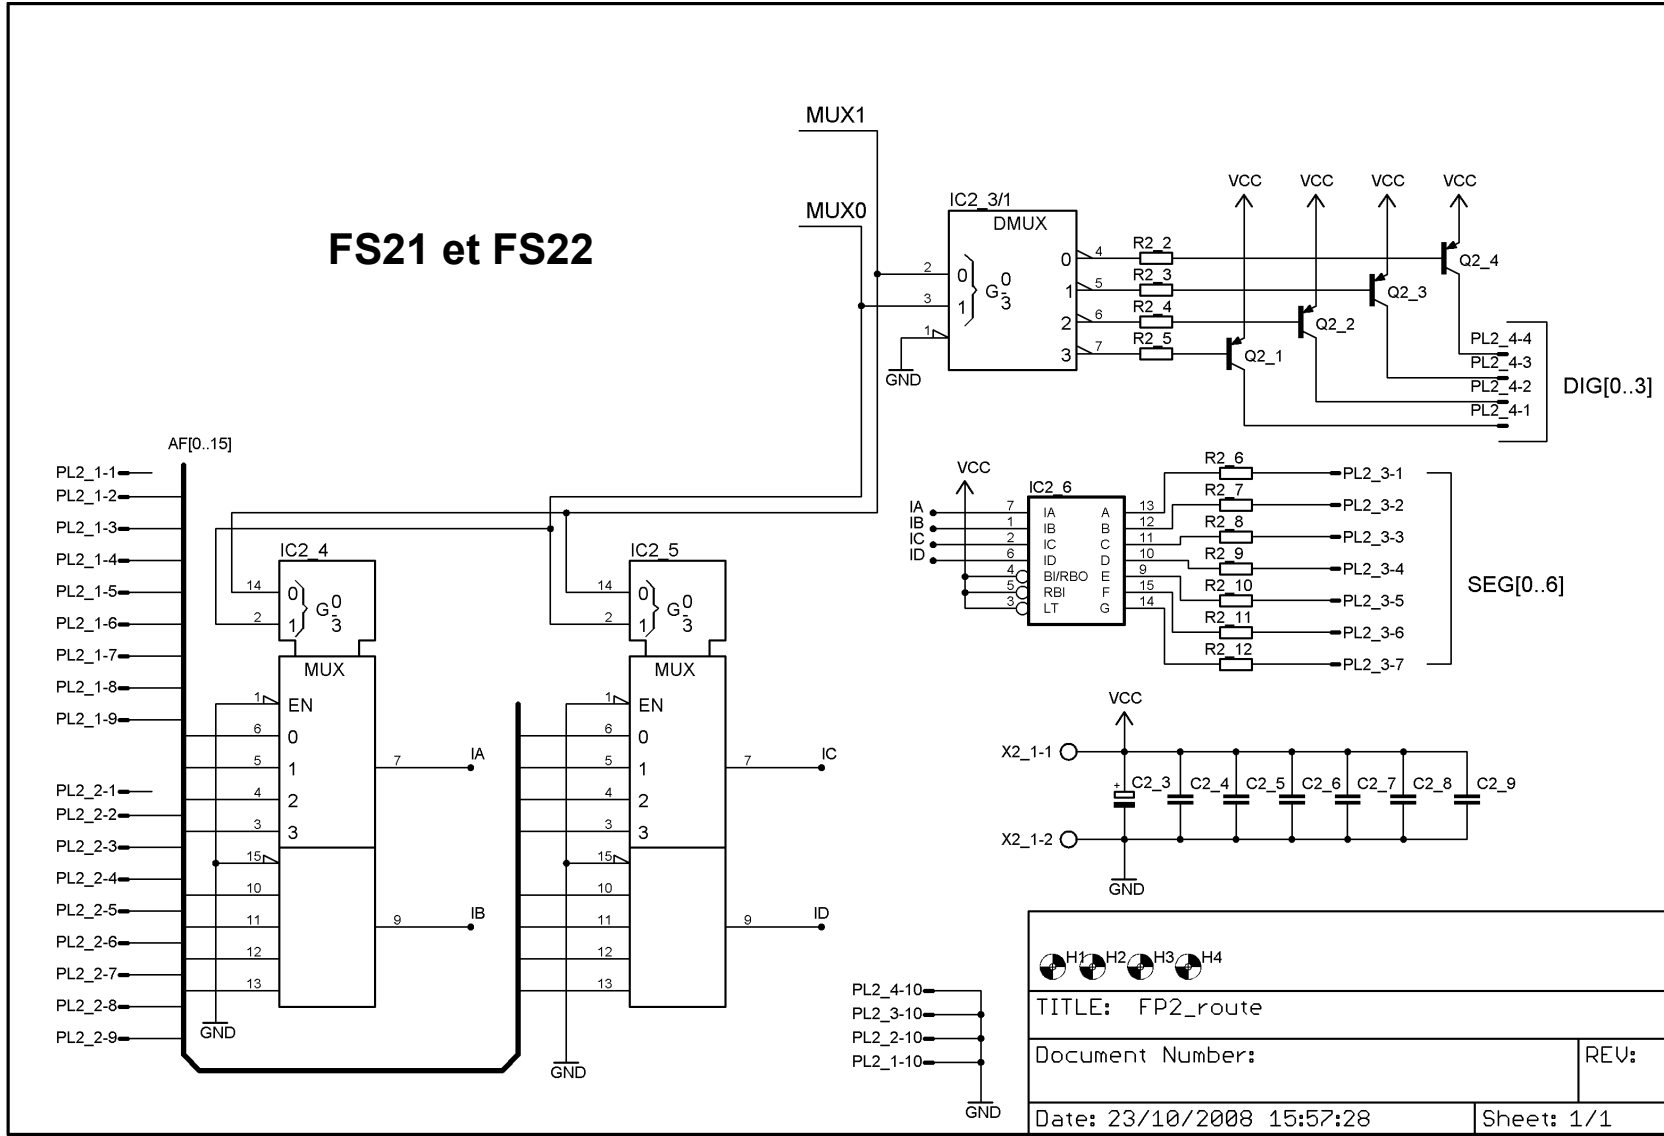 FS21 et FS22
MUX1
MUX0
IC2_3/1
DMUX
2
3
1
0
1
G 0
3
0
1
2
3
4
5
6
7
GND
R2_2
R2_3
R2_4
R2_5
VCC
VCC
VCC
VCC
Q2_4
Q2_3
Q2_2
Q2_1
PL2_4-4
PL2_4-3
PL2_4-2
PL2_4-1
DIG[0..3]
AF[0..15]
PL2_1-1
PL2_1-2
PL2_1-3
PL2_1-4
PL2_1-5
PL2_1-6
PL2_1-7
PL2_1-8
PL2_1-9
PL2_2-1
PL2_2-2
PL2_2-3
PL2_2-4
PL2_2-5
PL2_2-6
PL2_2-7
PL2_2-8
PL2_2-9
IC2_4
14
2
0
1
G 0
3
MUX
1
EN
6
0
5
1
4
2
3
3
15
10
11
12
13
7
IA
9
IB
GND
IC2_5
14
2
0
1
G 0
3
MUX
1
EN
6
0
5
1
4
2
3
3
15
10
11
12
13
7
IC
9
ID
GND
VCC
IC2_6
IA 7 IA A 13
IB 1 IB B 12
IC 2 IC C 11
ID 6 ID D 10
4 BI/RBO E 9
5 RBI F 15
3 LT G 14
R2_6
R2_7
R2_8
R2_9
R2_10
R2_11
R2_12
PL2_3-1
PL2_3-2
PL2_3-3
PL2_3-4
PL2_3-5
PL2_3-6
PL2_3-7
SEG[0..6]
VCC
X2_1-1
+
C2_3 C2_4 C2_5 C2_6 C2_7 C2_8 C2_9
X2_1-2
GND
PL2_4-10
PL2_3-10
PL2_2-10
PL2_1-10
GND
H1 H2 H3 H4
TITLE: FP2_route
Document Number:
REV:
Date: 23/10/2008 15:57:28
Sheet: 1/1